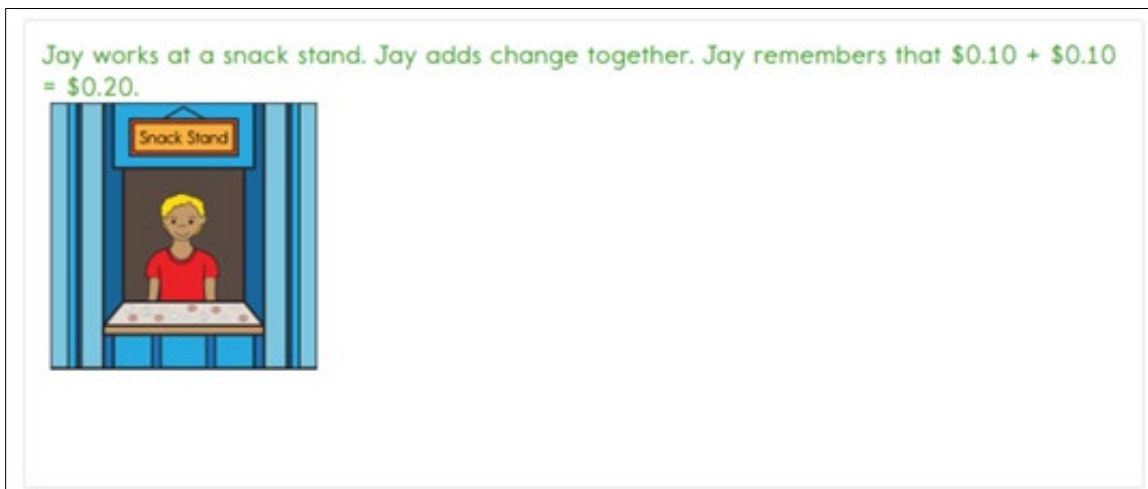 Jay works at a snack stand. Jay adds change together. Jay remembers that $0.10 + $0.10
= $0.20.
Snack Stand